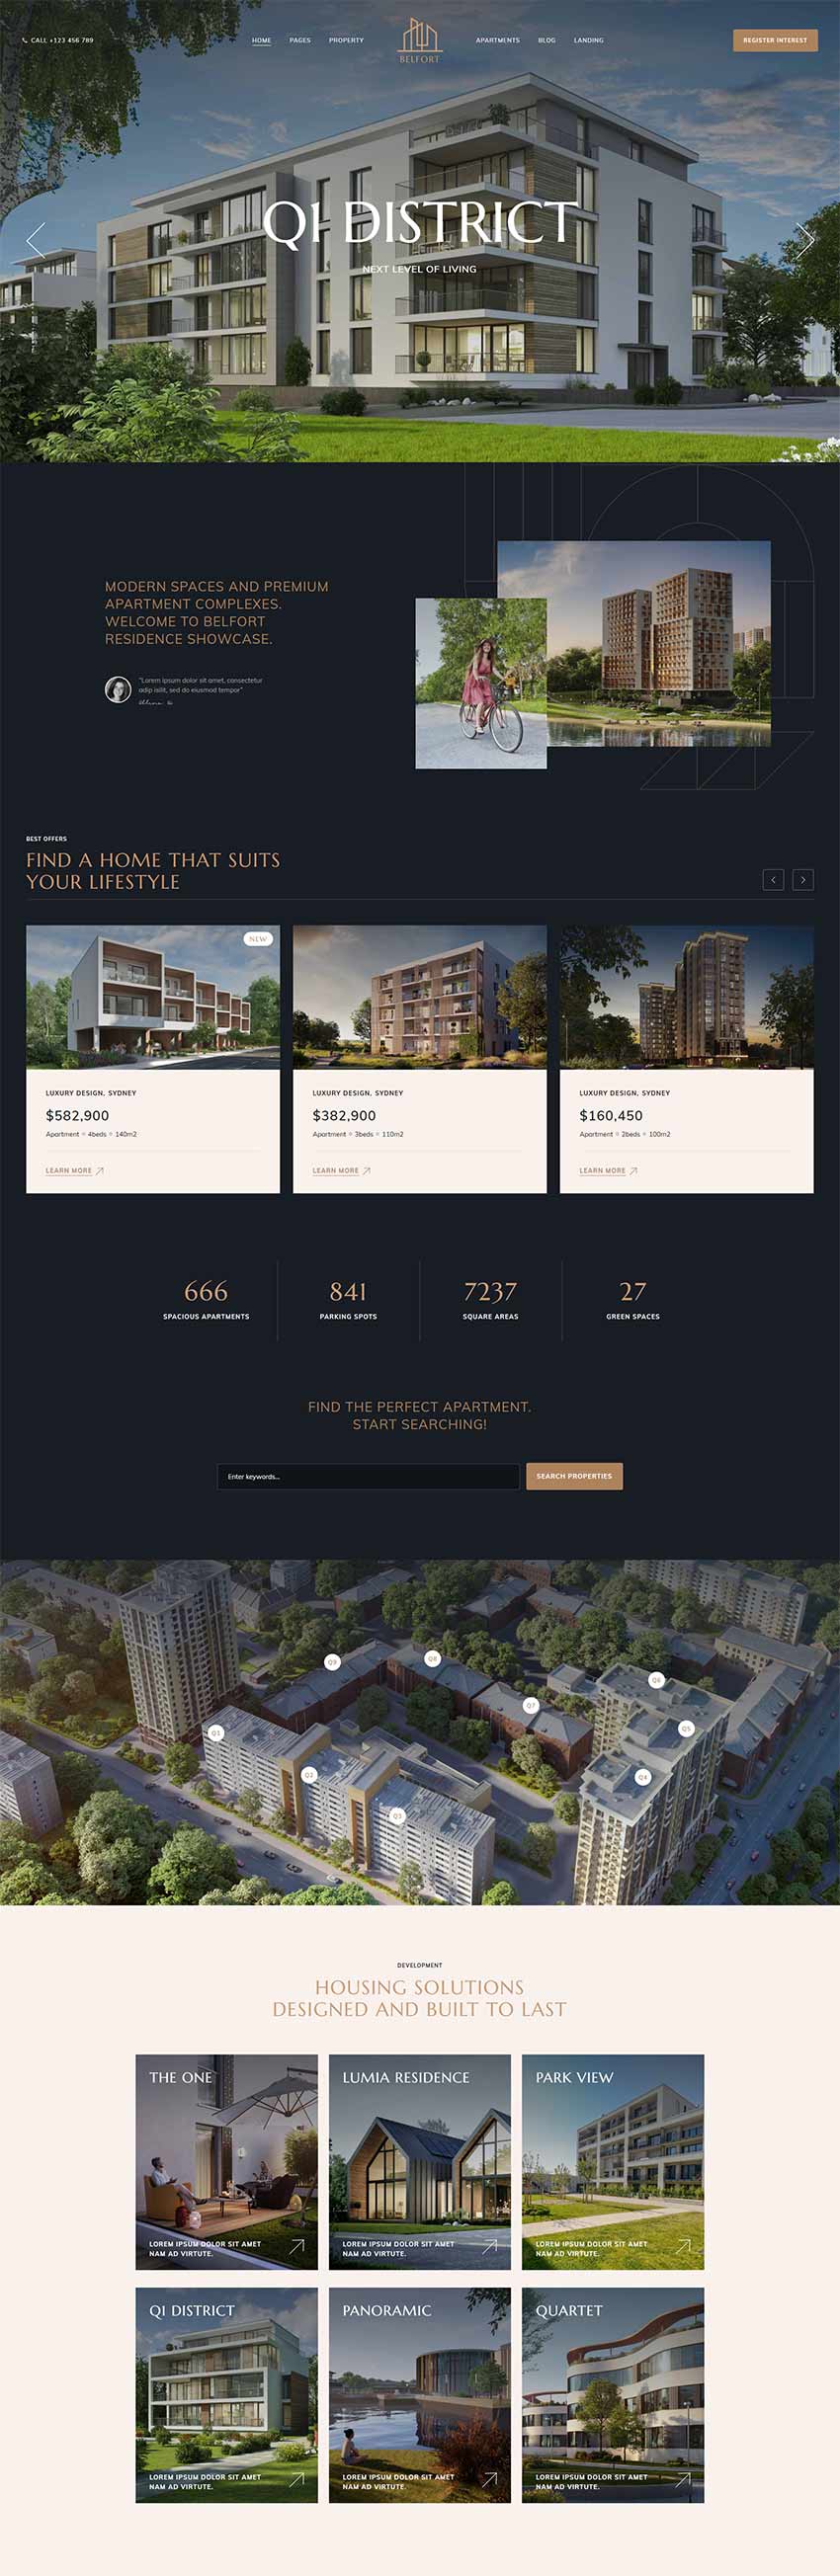 CALL +123 456 789
HOME
PAGES
PROPERTY
BELFORT
APARTMENTS
BLOG
LANDING
REGISTER INTEREST
Q1 DISTRICT
NEXT LEVEL OF LIVING
MODERN SPACES AND PREMIUM
APARTMENT COMPLEXES.
WELCOME TO BELFORT
RESIDENCE SHOWCASE.
"Lorem ipsum dolor sit amet, consectetur
adip isilit, sed do eiusmod tempor"
BEST OFFERS
FIND A HOME THAT SUITS
YOUR LIFESTYLE
NEW
LUXURY DESIGN, SYDNEY
$582,900
Apartment 4beds 140m2
LEARN MORE
LUXURY DESIGN, SYDNEY
$382,900
Apartment 3beds 110m2
LEARN MORE
LUXURY DESIGN, SYDNEY
$160,450
Apartment 2beds 100m2
LEARN MORE
666
SPACIOUS APARTMENTS
841
PARKING SPOTS
7237
SQUARE AREAS
27
GREEN SPACES
FIND THE PERFECT APARTMENT.
START SEARCHING!
Enter keywords...
SEARCH PROPERTIES
Q9
Q8
Q6
Q7
Q5
Q1
Q2
Q4
Q3
DEVELOPMENT
HOUSING SOLUTIONS
DESIGNED AND BUILT TO LAST
THE ONE
LOREM IPSUM DOLOR SIT AMET
NAM AD VIRTUTE.
LUMIA RESIDENCE
LOREM IPSUM DOLOR SIT AMET
NAM AD VIRTUTE.
PARK VIEW
LOREM IPSUM DOLOR SIT AMET
NAM AD VIRTUTE.
Q1 DISTRICT
LOREM IPSUM DOLOR SIT AMET
NAM AD VIRTUTE.
PANORAMIC
LOREM IPSUM DOLOR SIT AMET
NAM AD VIRTUTE.
QUARTET
LOREM IPSUM DOLOR SIT AMET
NAM AD VIRTUTE.